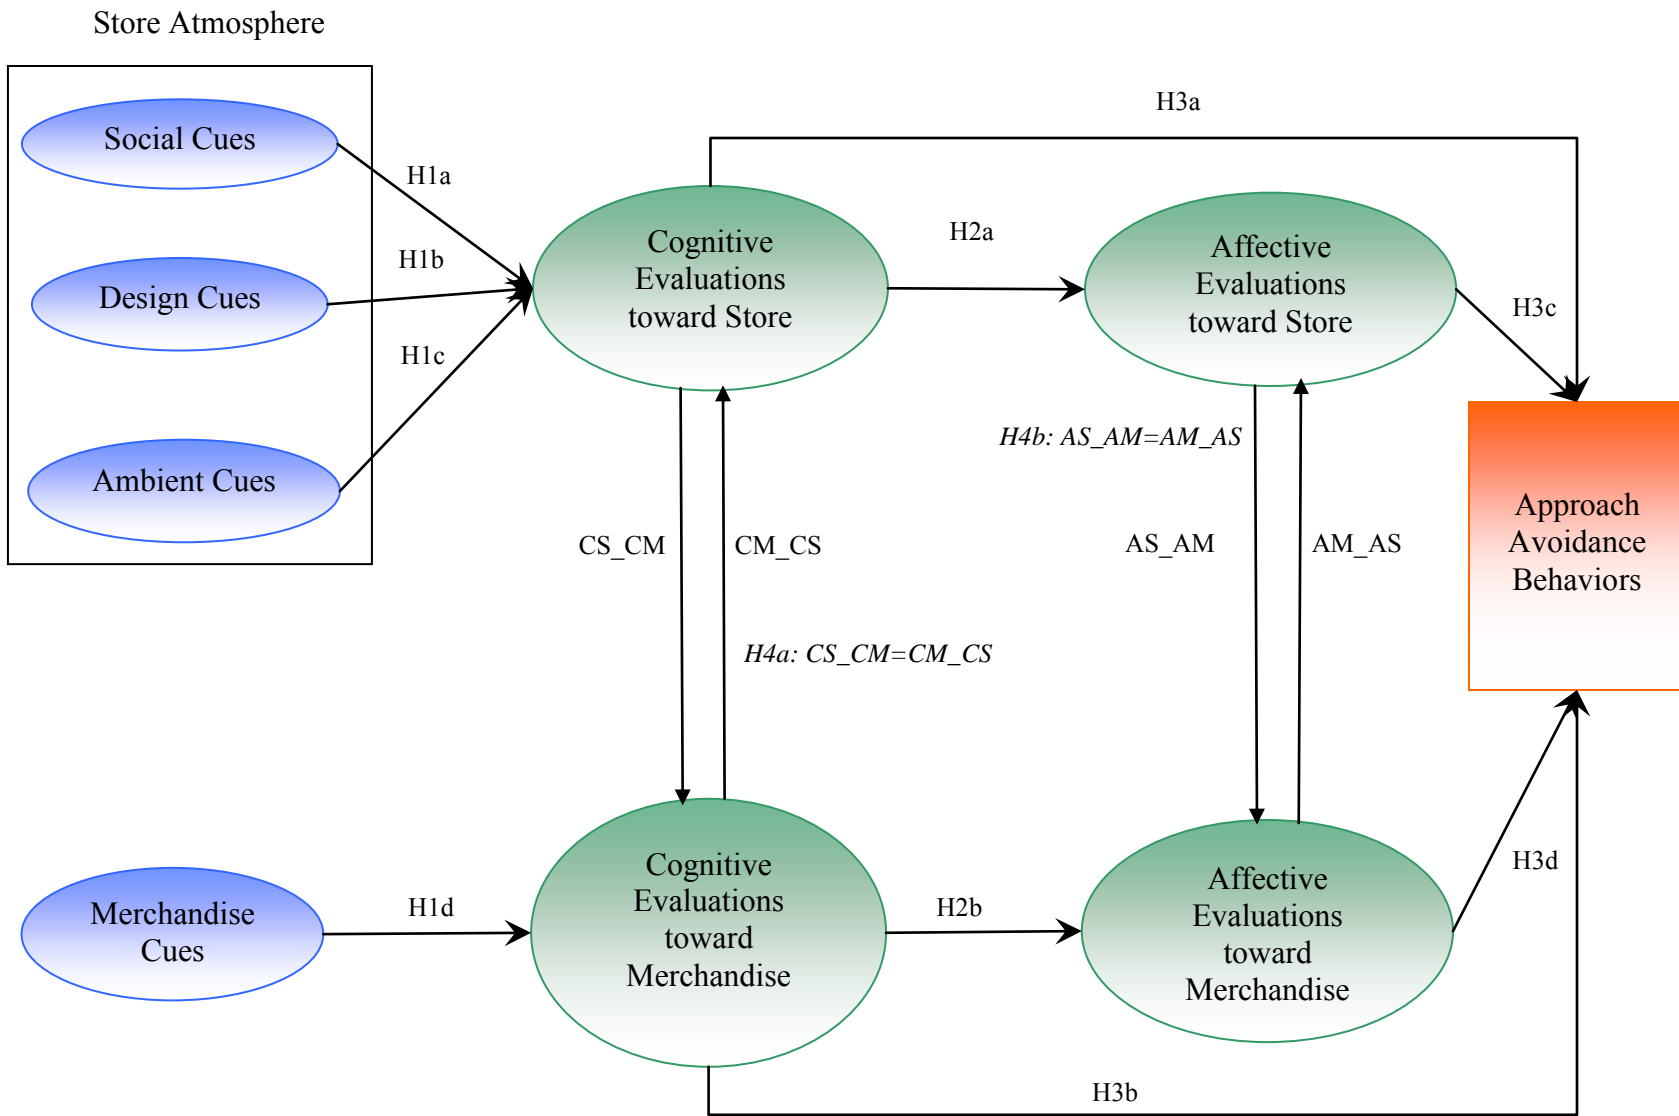 Store Atmosphere
Social Cues
Design Cues
Ambient Cues
H1a
H1b
H1c
Cognitive
Evaluations
toward Store
H2a
Affective
Evaluations
toward Store
H3a
H3c
H4b: AS_AM=AM_AS
CS_CM
CM_CS
AS_AM
AM_AS
H4a: CS_CM=CM_CS
Approach
Avoidance
Behaviors
Merchandise
Cues
H1d
Cognitive
Evaluations
toward
Merchandise
H2b
Affective
Evaluations
toward
Merchandise
H3d
H3b